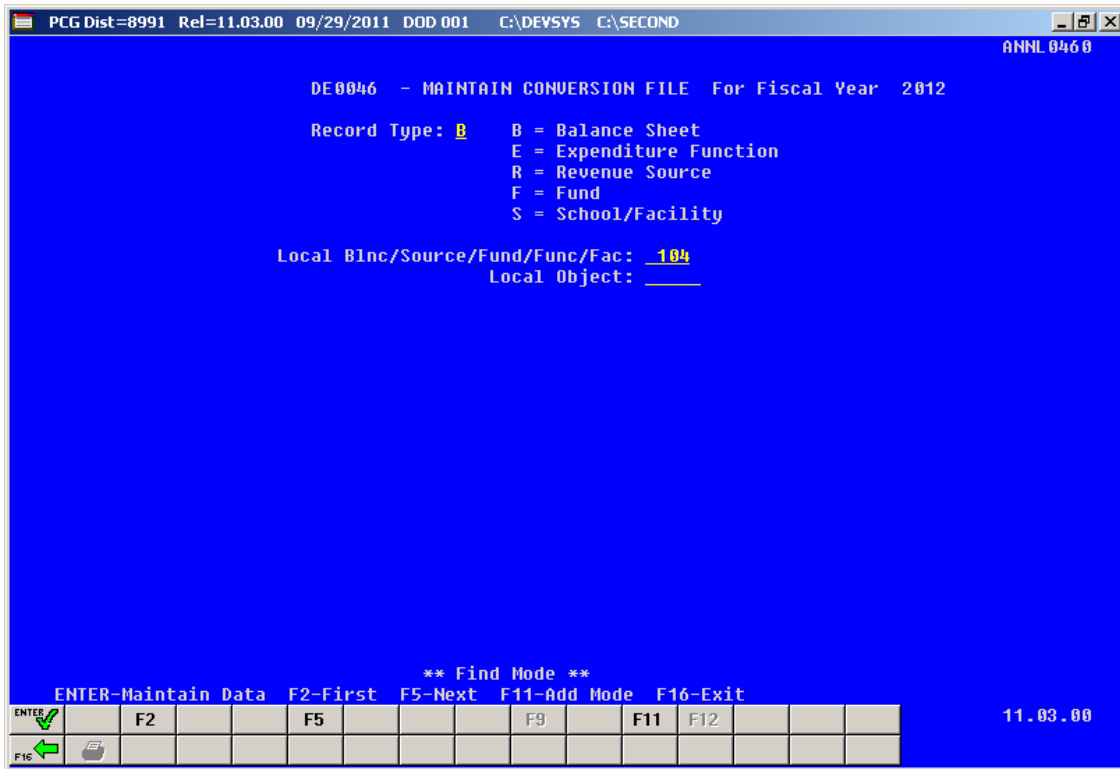 PCG Dist=8991 Rel=11.03.00 09/29/2011 DOD 001 C:\DEVSYS C:\SECOND
ANNL0460
DE0046 - MAINTAIN CONVERSION FILE For Fiscal Year 2012
Record Type: B B = Balance Sheet
E = Expenditure Function
R = Revenue Source
F = Fund
S = School/Facility
Local Blnc/Source/Fund/Func/Fac: _104
Local Object: _____
** Find Mode **
ENTER-Maintain Data F2-First F5-Next F11-Add Mode F16-Exit
ENTER F2 F5 F9 F11 F12 11.03.00
F16